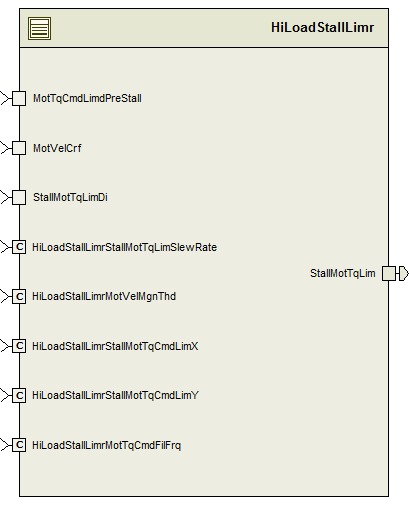 HiLoadStallLimr
MotTqCmdLimdPreStall
MotVelCrf
StallMotTqLimDi
C HiLoadStallLimrStallMotTqLimSlewRate
StallMotTqLim
C HiLoadStallLimrMotVelMgnThd
C HiLoadStallLimrStallMotTqCmdLimX
C HiLoadStallLimrStallMotTqCmdLimY
C HiLoadStallLimrMotTqCmdFilFrq